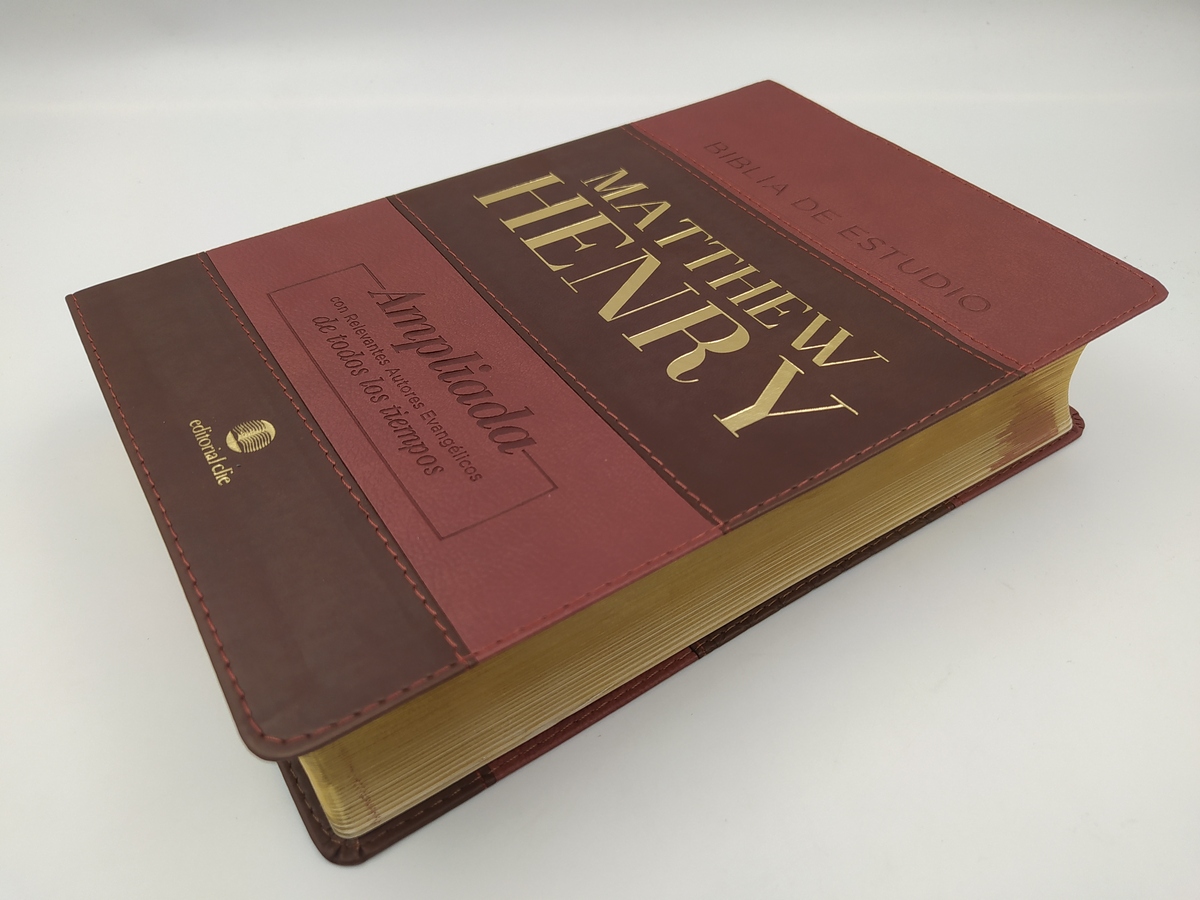 BIBLIA DE ESTUDIO
MATTHEW
HENRY
Ampliada
con Relevantes Autores Evangélicos
de todos los tiempos
editorial clie